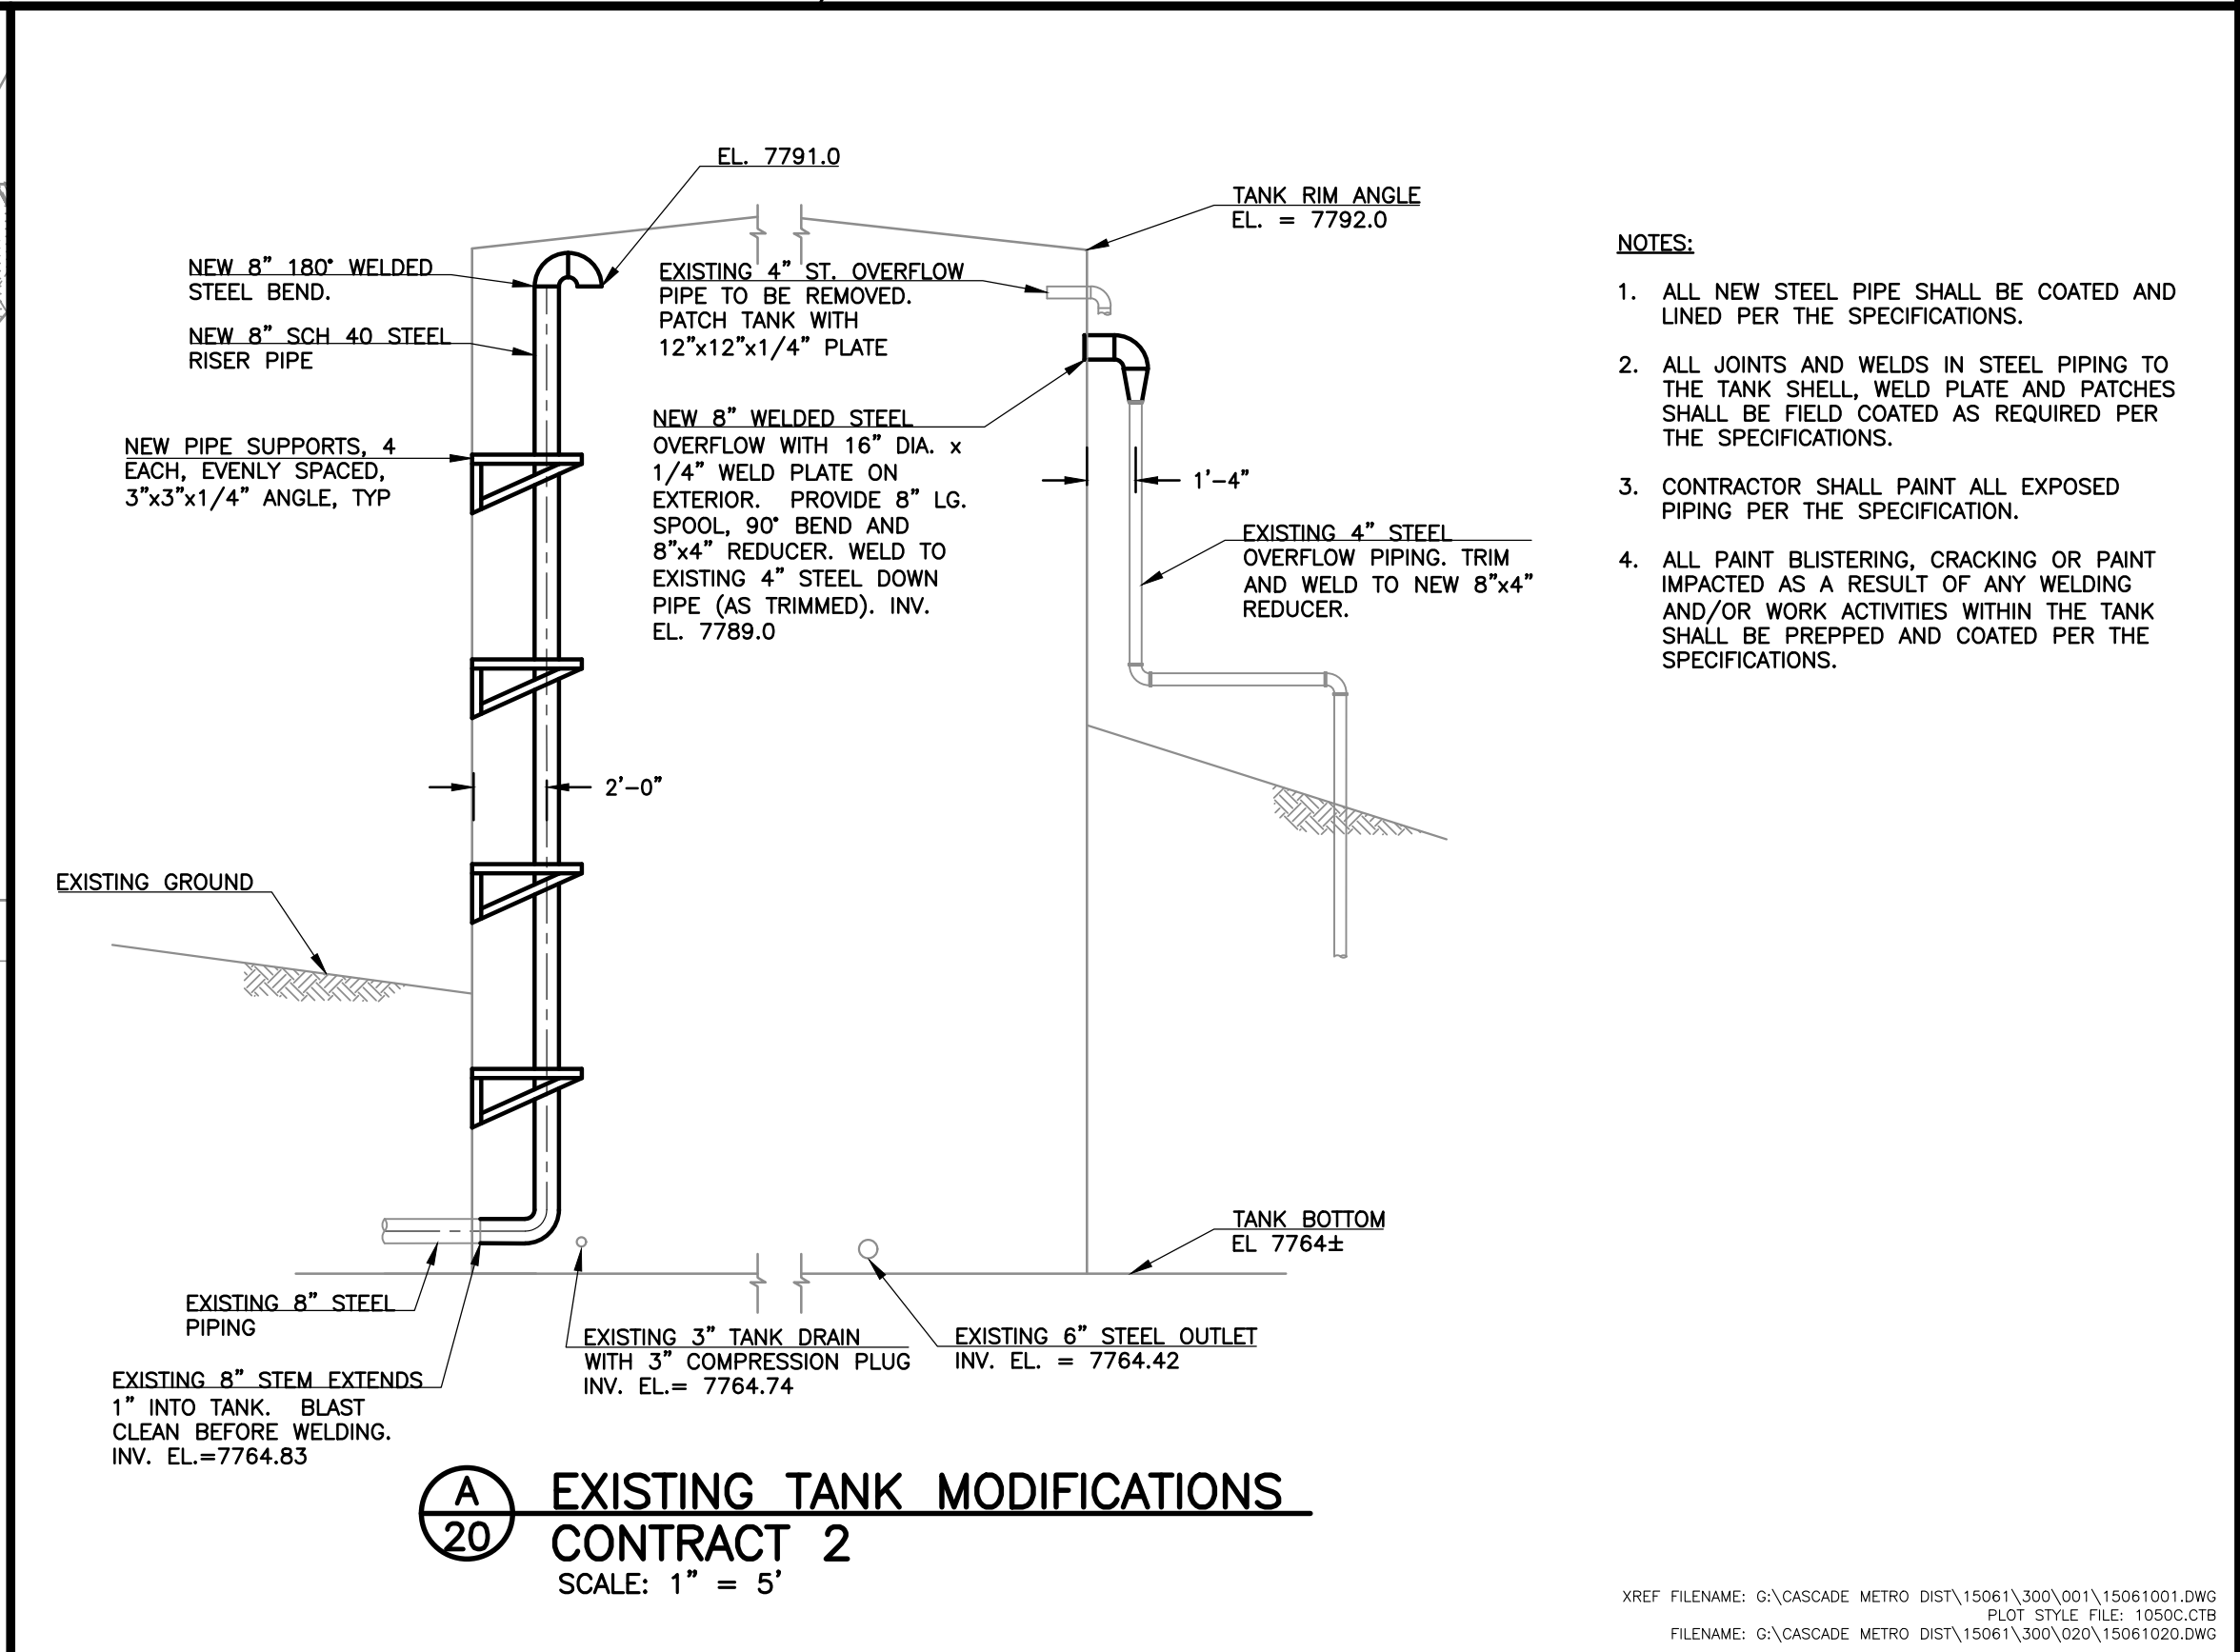 EL. 7791.0
TANK RIM ANGLE
EL. = 7792.0
NEW 8" 180° WELDED
STEEL BEND.
NEW 8" SCH 40 STEEL
RISER PIPE
NEW PIPE SUPPORTS, 4
EACH, EVENLY SPACED,
3"x3"x1/4" ANGLE, TYP
EXISTING 4" ST. OVERFLOW
PIPE TO BE REMOVED.
PATCH TANK WITH
12"x12"x1/4" PLATE
NEW 8" WELDED STEEL
OVERFLOW WITH 16" DIA. x
1/4" WELD PLATE ON
EXTERIOR. PROVIDE 8" LG.
SPOOL, 90° BEND AND
8"x4" REDUCER. WELD TO
EXISTING 4" STEEL DOWN
PIPE (AS TRIMMED). INV.
EL. 7789.0
1'-4"
EXISTING 4" STEEL
OVERFLOW PIPING. TRIM
AND WELD TO NEW 8"x4"
REDUCER.
2'-0"
EXISTING GROUND
TANK BOTTOM
EL 7764±
EXISTING 8" STEEL
PIPING
EXISTING 8" STEM EXTENDS
1" INTO TANK. BLAST
CLEAN BEFORE WELDING.
INV. EL.=7764.83
EXISTING 3" TANK DRAIN
WITH 3" COMPRESSION PLUG
INV. EL.= 7764.74
EXISTING 6" STEEL OUTLET
INV. EL. = 7764.42
NOTES:
1. ALL NEW STEEL PIPE SHALL BE COATED AND
LINED PER THE SPECIFICATIONS.
2. ALL JOINTS AND WELDS IN STEEL PIPING TO
THE TANK SHELL, WELD PLATE AND PATCHES
SHALL BE FIELD COATED AS REQUIRED PER
THE SPECIFICATIONS.
3. CONTRACTOR SHALL PAINT ALL EXPOSED
PIPING PER THE SPECIFICATION.
4. ALL PAINT BLISTERING, CRACKING OR PAINT
IMPACTED AS A RESULT OF ANY WELDING
AND/OR WORK ACTIVITIES WITHIN THE TANK
SHALL BE PREPPED AND COATED PER THE
SPECIFICATIONS.
A
20
EXISTING TANK MODIFICATIONS
CONTRACT 2
SCALE: 1" = 5'
XREF FILENAME: G:\CASCADE METRO DIST\15061\300\001\15061001.DWG
PLOT STYLE FILE: 1050C.CTB
FILENAME: G:\CASCADE METRO DIST\15061\300\020\15061020.DWG